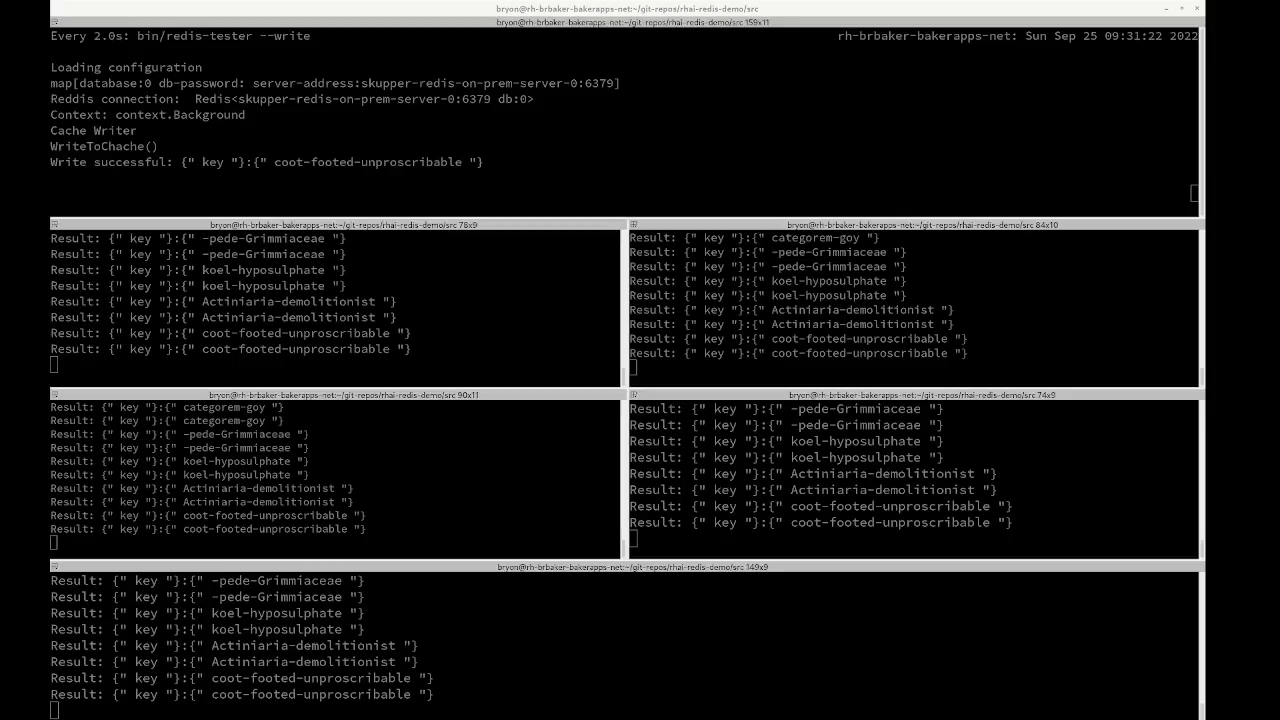 bryon@rh-brbaker-bakerapps-net:~/git-repos/rhai-redis-demo/src
bryon@rh-brbaker-bakerapps-net:~/git-repos/rhai-redis-demo/src 159x11
Every 2.0s: bin/redis-tester --write rh-brbaker-bakerapps-net: Sun Sep 25 09:31:22 2022
Loading configuration
map[database:0 db-password: server-address:skupper-redis-on-prem-server-0:6379]
Reddis connection:  Redis<skupper-redis-on-prem-server-0:6379 db:0>
Context: context.Background
Cache Writer
WriteToChache()
Write successful: {" key "}:{" coot-footed-unproscribable "}
bryon@rh-brbaker-bakerapps-net:~/git-repos/rhai-redis-demo/src 78x9
Result: {" key "}:{" -pede-Grimmiaceae "}
Result: {" key "}:{" -pede-Grimmiaceae "}
Result: {" key "}:{" koel-hyposulphate "}
Result: {" key "}:{" koel-hyposulphate "}
Result: {" key "}:{" Actiniaria-demolitionist "}
Result: {" key "}:{" Actiniaria-demolitionist "}
Result: {" key "}:{" coot-footed-unproscribable "}
Result: {" key "}:{" coot-footed-unproscribable "}
bryon@rh-brbaker-bakerapps-net:~/git-repos/rhai-redis-demo/src 84x10
Result: {" key "}:{" categorem-goy "}
Result: {" key "}:{" -pede-Grimmiaceae "}
Result: {" key "}:{" -pede-Grimmiaceae "}
Result: {" key "}:{" koel-hyposulphate "}
Result: {" key "}:{" koel-hyposulphate "}
Result: {" key "}:{" Actiniaria-demolitionist "}
Result: {" key "}:{" Actiniaria-demolitionist "}
Result: {" key "}:{" coot-footed-unproscribable "}
Result: {" key "}:{" coot-footed-unproscribable "}
bryon@rh-brbaker-bakerapps-net:~/git-repos/rhai-redis-demo/src 90x11
Result: {" key "}:{" categorem-goy "}
Result: {" key "}:{" categorem-goy "}
Result: {" key "}:{" -pede-Grimmiaceae "}
Result: {" key "}:{" -pede-Grimmiaceae "}
Result: {" key "}:{" koel-hyposulphate "}
Result: {" key "}:{" koel-hyposulphate "}
Result: {" key "}:{" Actiniaria-demolitionist "}
Result: {" key "}:{" Actiniaria-demolitionist "}
Result: {" key "}:{" coot-footed-unproscribable "}
Result: {" key "}:{" coot-footed-unproscribable "}
bryon@rh-brbaker-bakerapps-net:~/git-repos/rhai-redis-demo/src 74x9
Result: {" key "}:{" -pede-Grimmiaceae "}
Result: {" key "}:{" -pede-Grimmiaceae "}
Result: {" key "}:{" koel-hyposulphate "}
Result: {" key "}:{" koel-hyposulphate "}
Result: {" key "}:{" Actiniaria-demolitionist "}
Result: {" key "}:{" Actiniaria-demolitionist "}
Result: {" key "}:{" coot-footed-unproscribable "}
Result: {" key "}:{" coot-footed-unproscribable "}
bryon@rh-brbaker-bakerapps-net:~/git-repos/rhai-redis-demo/src 149x9
Result: {" key "}:{" -pede-Grimmiaceae "}
Result: {" key "}:{" -pede-Grimmiaceae "}
Result: {" key "}:{" koel-hyposulphate "}
Result: {" key "}:{" koel-hyposulphate "}
Result: {" key "}:{" Actiniaria-demolitionist "}
Result: {" key "}:{" Actiniaria-demolitionist "}
Result: {" key "}:{" coot-footed-unproscribable "}
Result: {" key "}:{" coot-footed-unproscribable "}